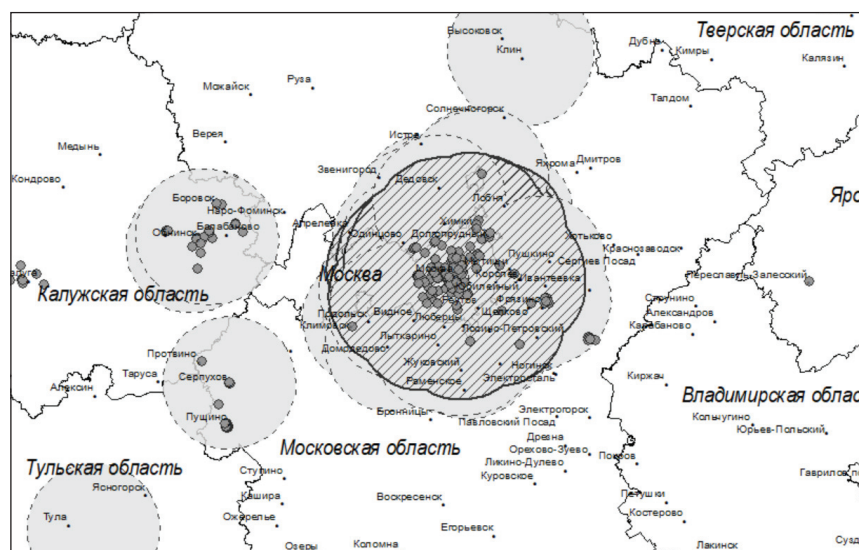 Тверская область
Высоковск
Клин
Дубна
Кимры
Калязин
Можайск
Руза
Талдом
Солнечногорск
Истра
Верея
Медынь
Яхрома
Дмитров
Звенигород
Кондрово
Дедовск
Боровск
Лобня
Наро-Фоминск
Апрелевка
Химки
Балабаново
Обнинск
Одинцово
Долгопрудный
Хотьково
Краснозаводск
Пушкино
Сергиев Посад
Мытищи
Москва
Москва
Королев
Переславль-Залесский
Ивантеевка
Юбилейный
Калужская область
Реутов
Фрязино
Струнино
Подольск
Видное
Щелково
Александров
Климовск
Люберцы
Лосино-Петровский
Карабаново
Лыткарино
Домодедово
Протвино
Жуковский
Ногинск
Таруса
Серпухов
Электросталь
Киржач
Алексин
Раменское
Владимирская облас
Пущино
Бронницы
Электрогорск
Кольчугино
Павловский Посад
Юрьев-Польский
Московская область
Дрезна
Орехово-Зуево
Покров
Тульская область
Ступино
Ликино-Дулево
Куровское
Ясногорск
Кашира
Воскресенск
Петушки
Тула
Ожерелье
Костерово
Егорьевск
Озеры
Коломна
Лакинск